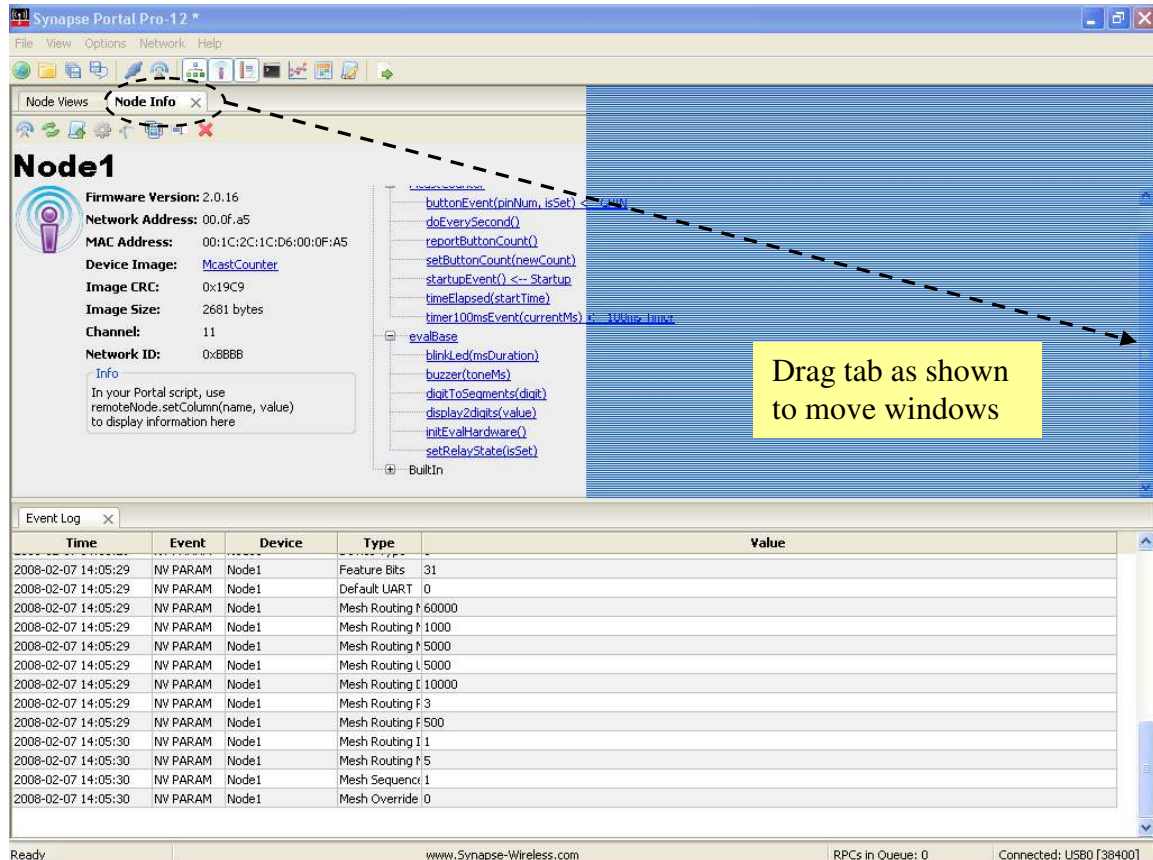 Synapse Portal Pro-12 *
File View Options Network Help
Node Views Node Info
Node1
Firmware Version: 2.0.16
Network Address: 00.0f.a5
MAC Address: 00:1C:2C:1C:D6:00:0F:A5
Device Image: McastCounter
Image CRC: 0x19C9
Image Size: 2681 bytes
Channel: 11
Network ID: 0xBBBB
Info
In your Portal script, use
remoteNode.setColumn(name, value)
to display information here
McastCounter
buttonEvent(pinNum, isSet) <-- GPIN
doEverySecond()
reportButtonCount()
setButtonCount(newCount)
startupEvent() <-- Startup
timeElapsed(startTime)
timer100msEvent(currentMs) <-- 100ms Timer
evalBase
blinkLed(msDuration)
buzzer(toneMs)
digitToSegments(digit)
display2digits(value)
initEvalHardware()
setRelayState(isSet)
BuiltIn
Drag tab as shown
to move windows
Event Log
Time Event Device Type Value
2008-02-07 14:05:29 NV PARAM Node1 Feature Bits 31
2008-02-07 14:05:29 NV PARAM Node1 Default UART 0
2008-02-07 14:05:29 NV PARAM Node1 Mesh Routing 60000
2008-02-07 14:05:29 NV PARAM Node1 Mesh Routing 1000
2008-02-07 14:05:29 NV PARAM Node1 Mesh Routing 5000
2008-02-07 14:05:29 NV PARAM Node1 Mesh Routing 5000
2008-02-07 14:05:29 NV PARAM Node1 Mesh Routing 10000
2008-02-07 14:05:29 NV PARAM Node1 Mesh Routing 3
2008-02-07 14:05:29 NV PARAM Node1 Mesh Routing 500
2008-02-07 14:05:30 NV PARAM Node1 Mesh Routing 1
2008-02-07 14:05:30 NV PARAM Node1 Mesh Routing 5
2008-02-07 14:05:30 NV PARAM Node1 Mesh Sequence 1
2008-02-07 14:05:30 NV PARAM Node1 Mesh Override 0
Ready www.Synapse-Wireless.com RPCs in Queue: 0 Connected: USB0 [38400]